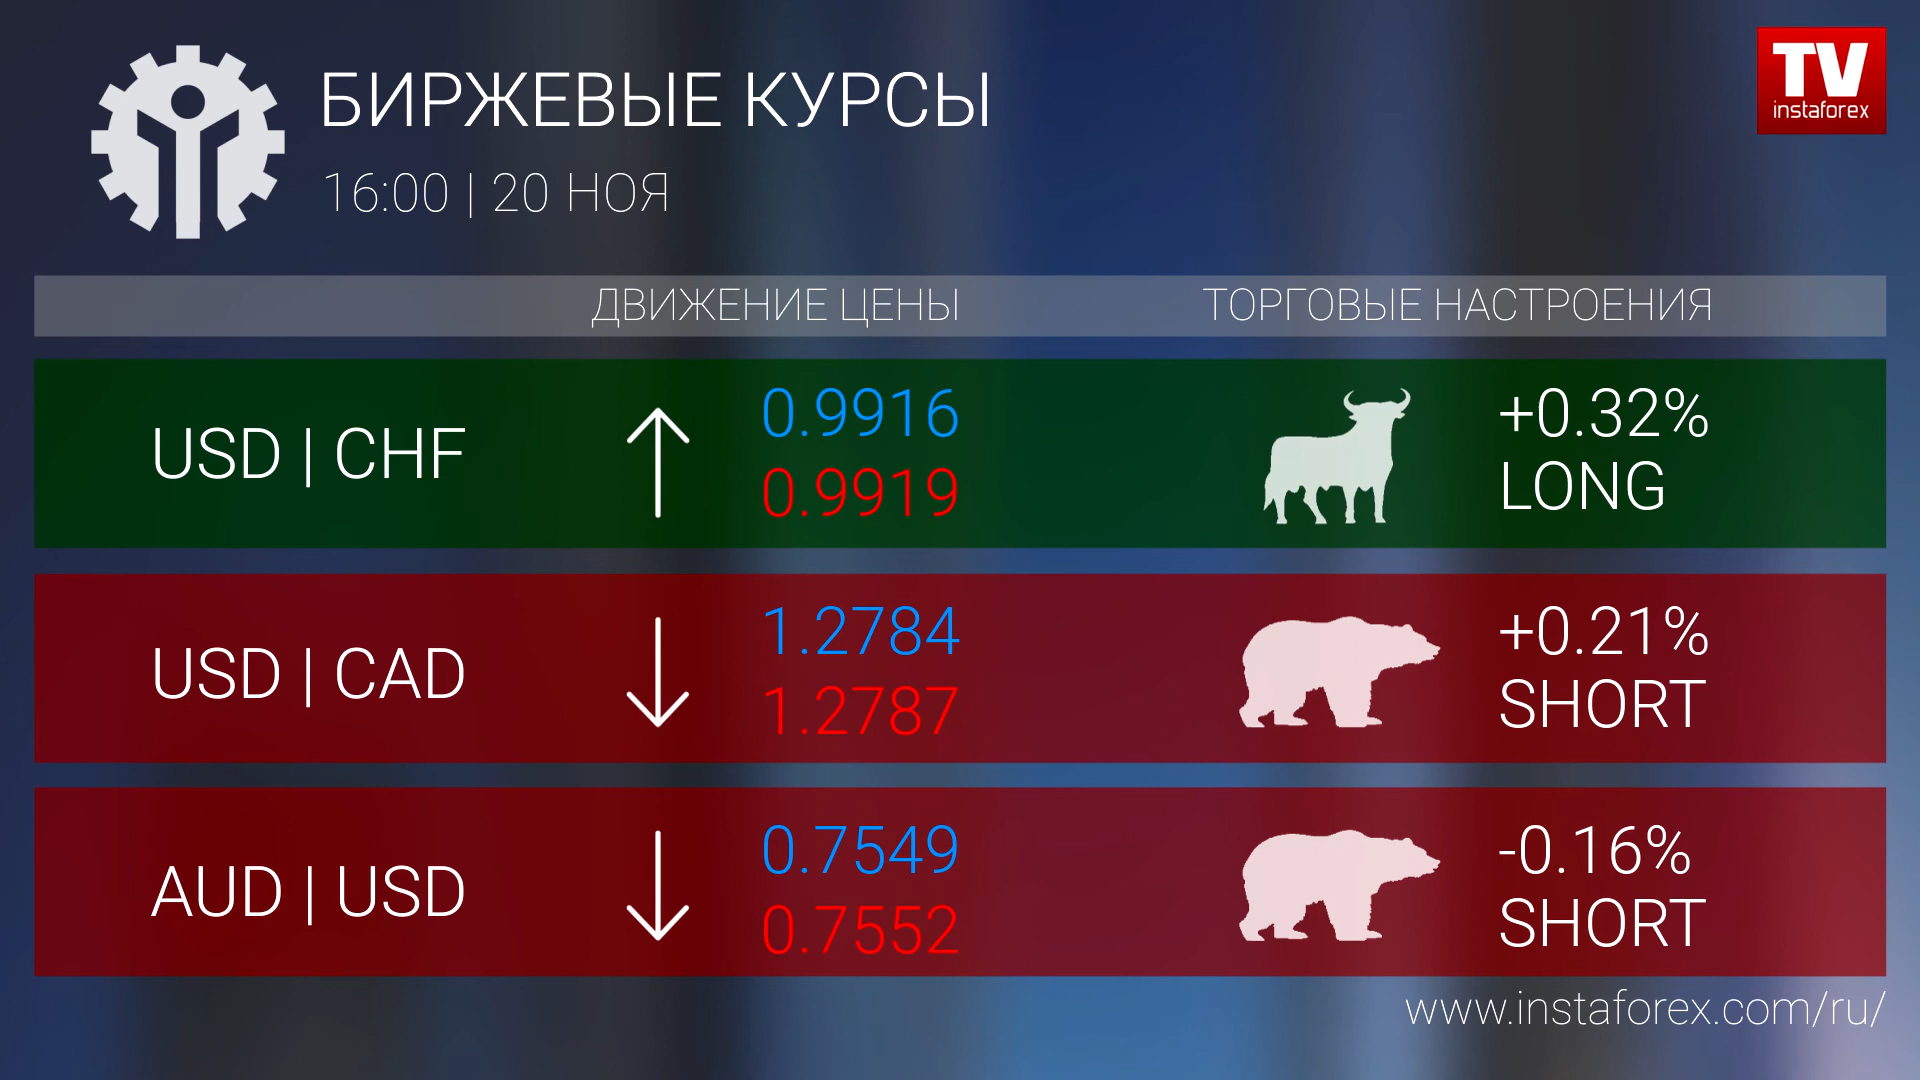 БИРЖЕВЫЕ КУРСЫ
16:00 | 20 НОЯ
TV
instaforex
ДВИЖЕНИЕ ЦЕНЫ
ТОРГОВЫЕ НАСТРОЕНИЯ
USD | CHF
0.9916
0.9919
+0.32%
LONG
USD | CAD
1.2784
1.2787
+0.21%
SHORT
AUD | USD
0.7549
0.7552
-0.16%
SHORT
www.instaforex.com/ru/